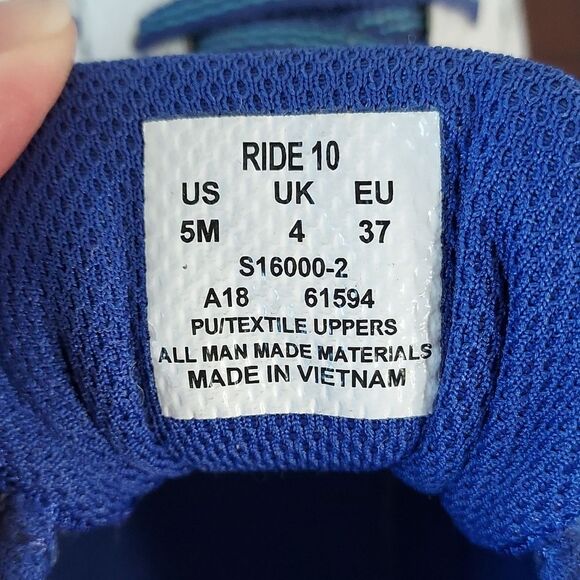 RIDE 10
US UK EU
5M 4 37
S16000-2
A18 61594
PU/TEXTILE UPPERS
ALL MAN MADE MATERIALS
MADE IN VIETNAM